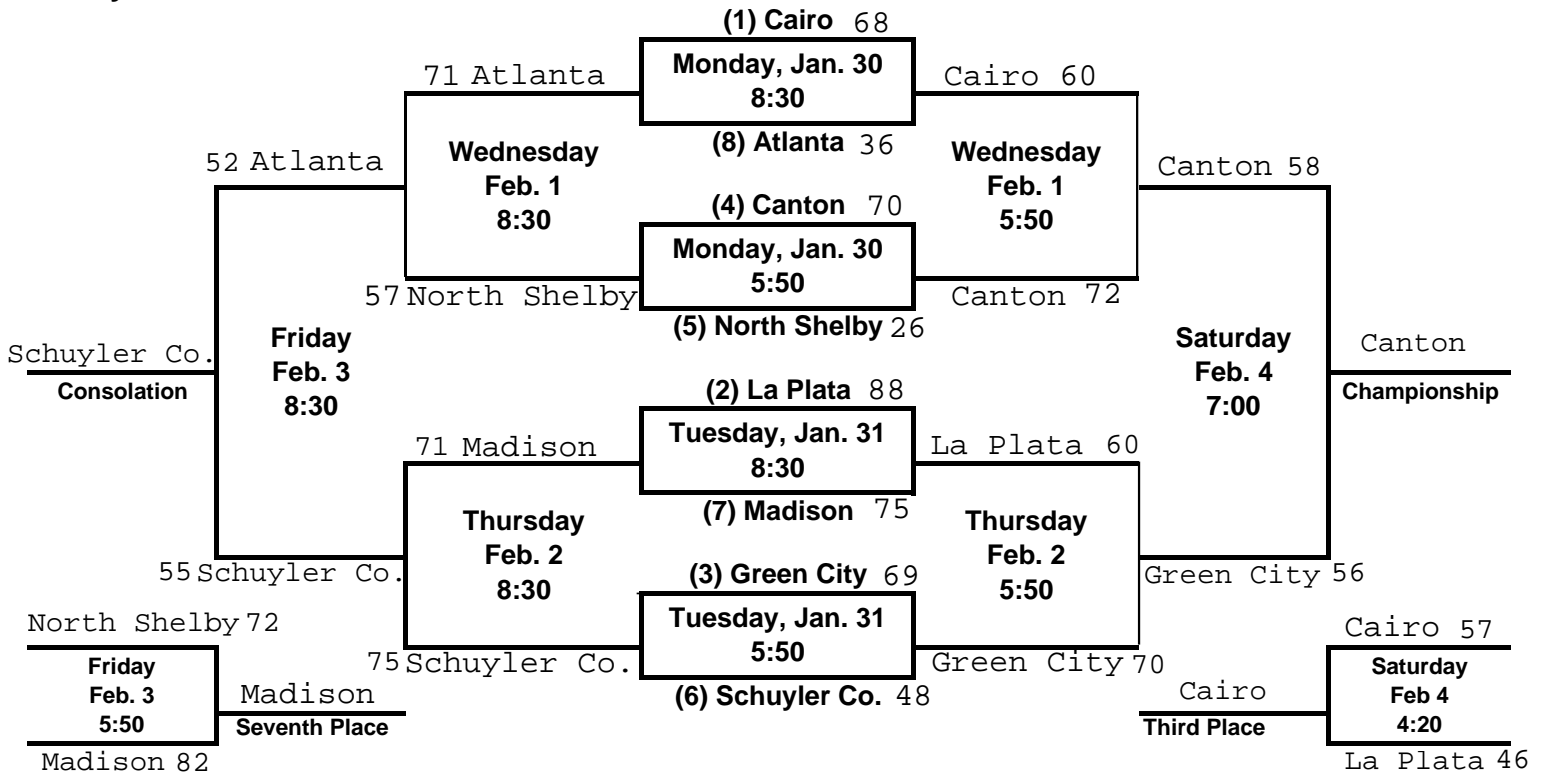 (1) Cairo 68
Monday, Jan. 30
8:30
(8) Atlanta 36
71 Atlanta
Cairo 60
Wednesday
Feb. 1
8:30
Wednesday
Feb. 1
5:50
52 Atlanta
Canton 58
(4) Canton 70
Monday, Jan. 30
5:50
(5) North Shelby 26
57 North Shelby
Canton 72
Schuyler Co.
Consolation
Friday
Feb. 3
8:30
Saturday
Feb. 4
7:00
Canton
Championship
(2) La Plata 88
Tuesday, Jan. 31
8:30
(7) Madison 75
71 Madison
La Plata 60
Thursday
Feb. 2
8:30
Thursday
Feb. 2
5:50
55 Schuyler Co.
Green City 56
(3) Green City 69
Tuesday, Jan. 31
5:50
(6) Schuyler Co. 48
75 Schuyler Co.
Green City 70
North Shelby 72
Friday
Feb. 3
5:50
Madison 82
Madison
Seventh Place
Cairo
Third Place
Cairo 57
Saturday
Feb 4
4:20
La Plata 46